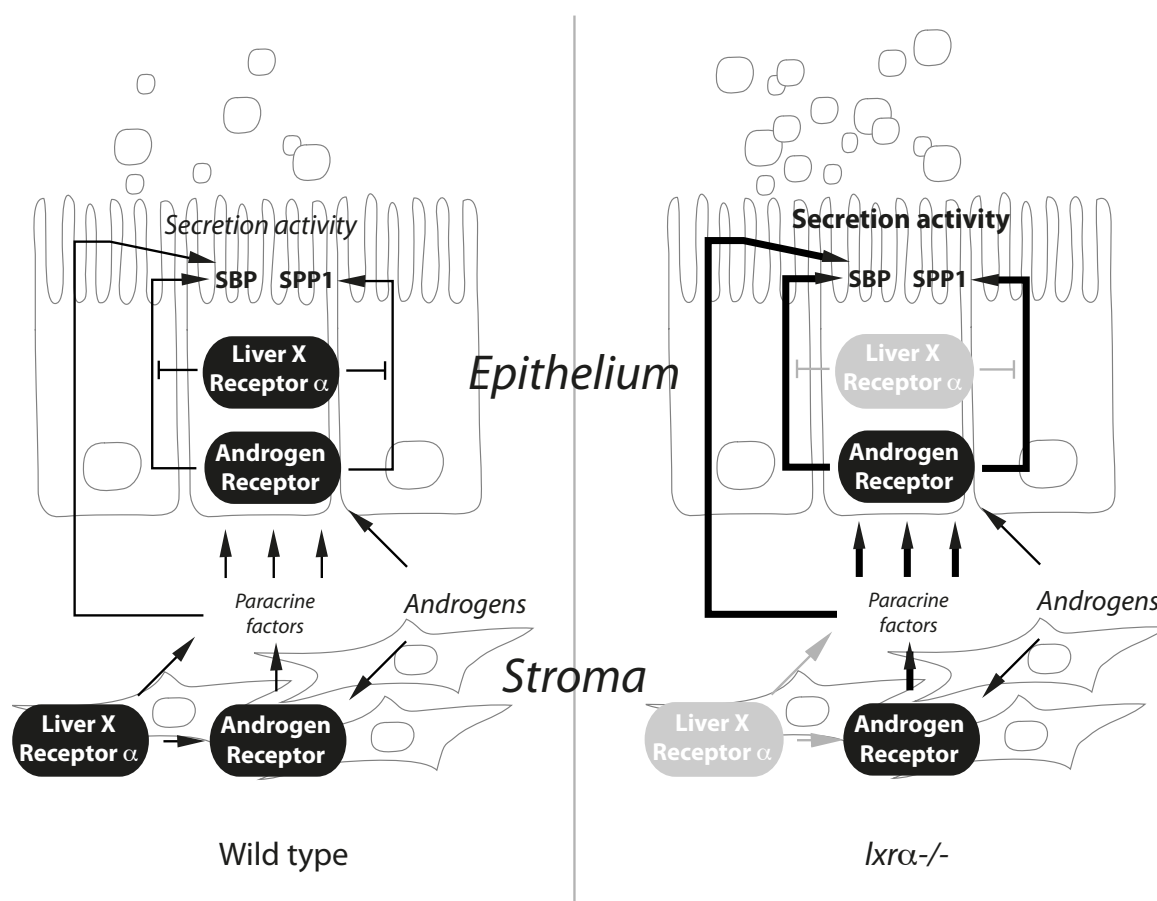 Secretion activity
SBP SPP1
Liver X
Receptor α
Androgen
Receptor
Paracrine
factors
Androgens
Liver X
Receptor α
Androgen
Receptor
Wild type
Epithelium
Stroma
Secretion activity
SBP SPP1
Liver X
Receptor α
Androgen
Receptor
Paracrine
factors
Androgens
Liver X
Receptor α
Androgen
Receptor
lxrα-/-